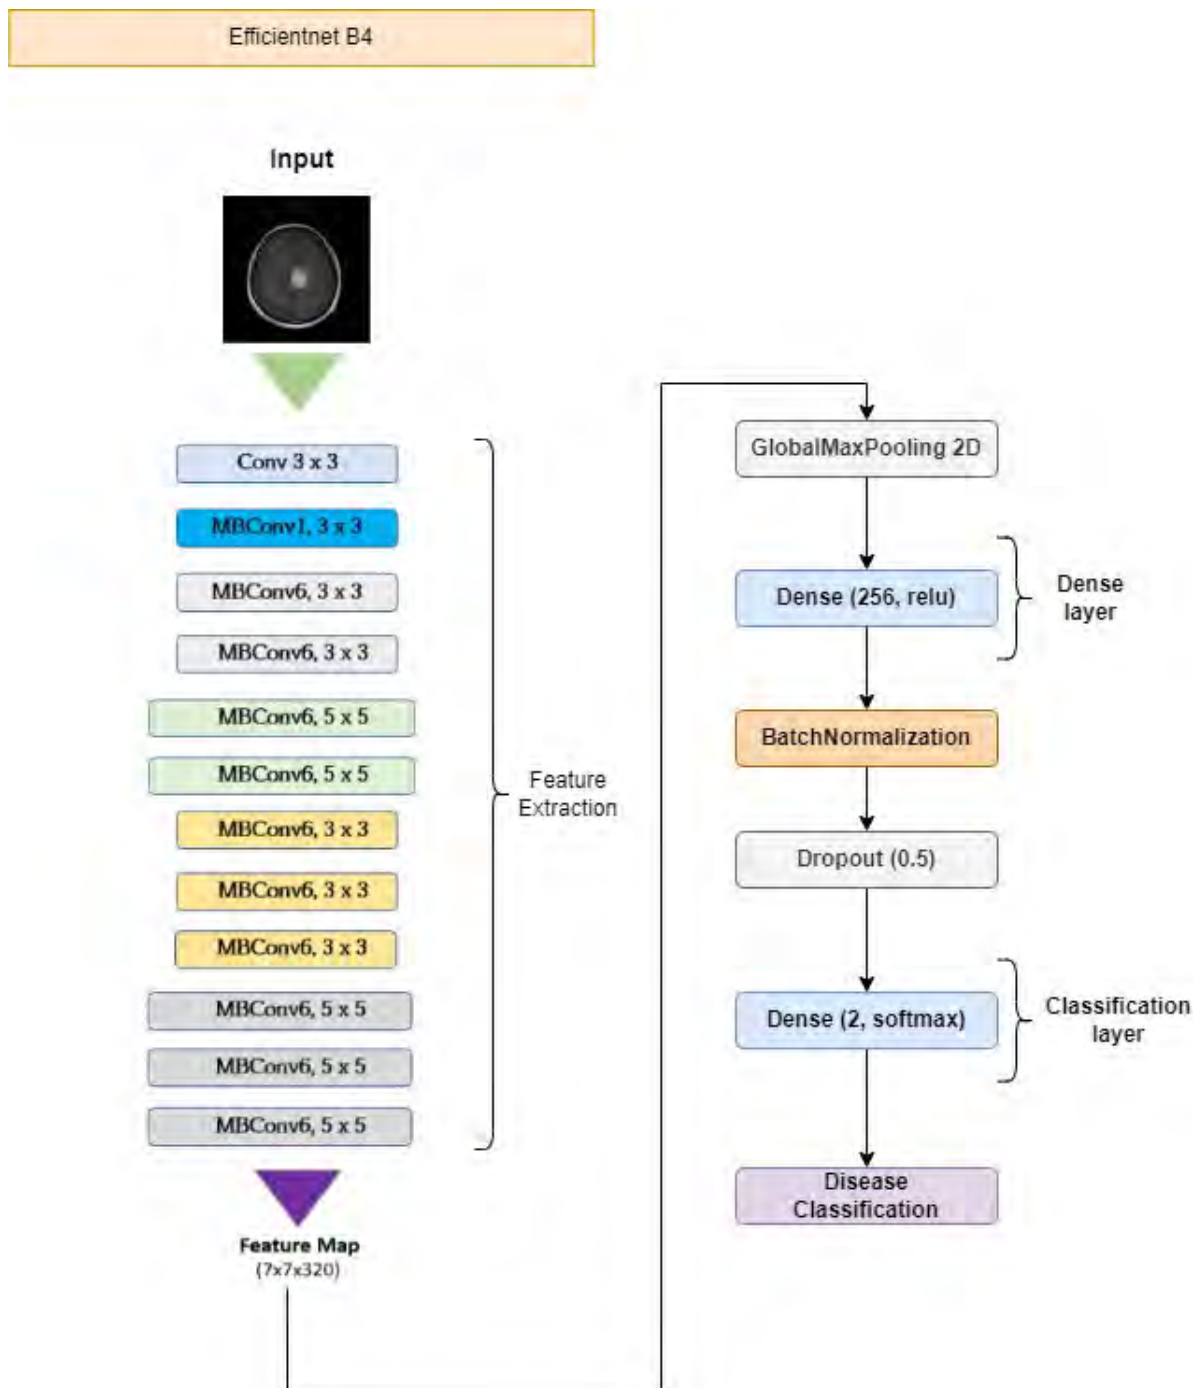 Efficientnet B4
Input
Conv 3 x 3
MBConv1, 3 x 3
MBConv6, 3 x 3
MBConv6, 3 x 3
MBConv6, 5 x 5
MBConv6, 5 x 5
MBConv6, 3 x 3
MBConv6, 3 x 3
MBConv6, 3 x 3
MBConv6, 5 x 5
MBConv6, 5 x 5
MBConv6, 5 x 5
Feature
Extraction
Feature Map
(7x7x320)
GlobalMaxPooling 2D
Dense (256, relu)
Dense
layer
BatchNormalization
Dropout (0.5)
Dense (2, softmax)
Classification
layer
Disease
Classification